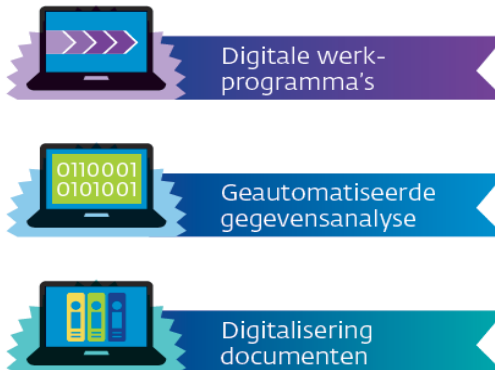 Digitale werk-
programma's
0110001
0101001
Geautomatiseerde
gegevensanalyse
Digitalisering
documenten